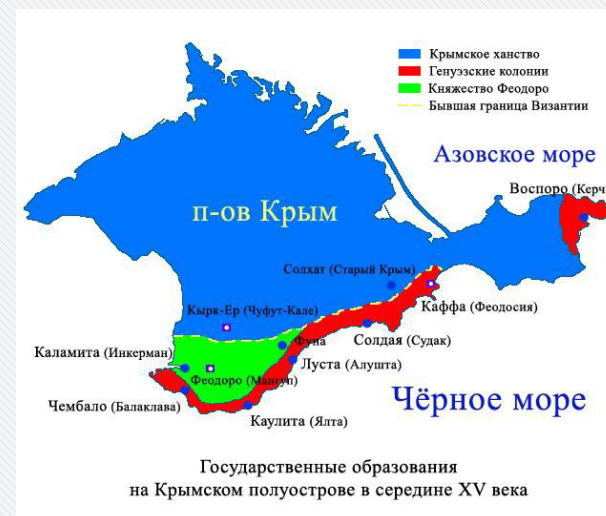 Крымское ханство
Генуэзские колонии
Княжество Феодоро
Бывшая граница Византии
Азовское море
Воспоро (Керч
п-ов Крым
Солхат (Старый Крым)
Кырк-Ер (Чуфут-Кале)
Каффа (Феодосия)
Солдая (Судак)
Фуна
Каламита (Инкерман)
Луста (Алушта)
Феодоро (Мангуп)
Чембало (Балаклава)
Чёрное море
Каулита (Ялта)
Государственные образования
на Крымском полуострове в середине XV века